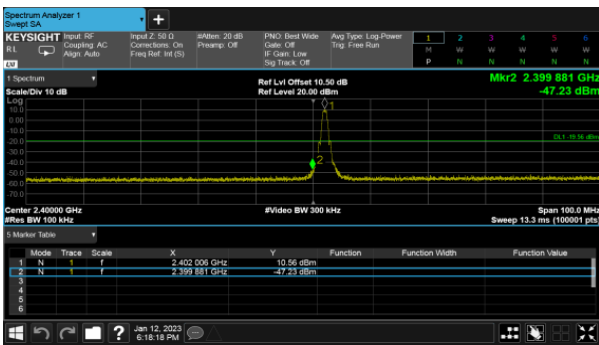 Spectrum Analyzer 1
Swept SA
KEYSIGHT Input: RF Input Z: 50 Ω #Atten: 20 dB PNO: Best Wide Avg Type: Log-Power 1 2 3 4 5 6
RL Coupling: AC Corrections: On Preamp: Off Gate: Off Trig: Free Run M W W W W W
Align: Auto Freq Ref: Int (S) IF Gain: Low
Sig Track: Off P N N N N N
1 Spectrum
Scale/Div 10 dB Ref Lvl Offset 10.50 dB Mkr2 2.399 881 GHz
Ref Level 20.00 dBm -47.23 dBm
Log
10.0
0.00
-10.0
-20.0
-30.0
-40.0
-50.0
-60.0
-70.0
1
2
DL1 -19.56 dBm
Center 2.40000 GHz #Video BW 300 kHz Span 100.0 MHz
#Res BW 100 kHz Sweep 13.3 ms (100001 pts)
5 Marker Table
Mode Trace Scale X Y Function Function Width Function Value
1 N 1 f 2.402 006 GHz 10.56 dBm
2 N 1 f 2.399 881 GHz -47.23 dBm
3
4
5
6
? Jan 12, 2023
6:18:18 PM